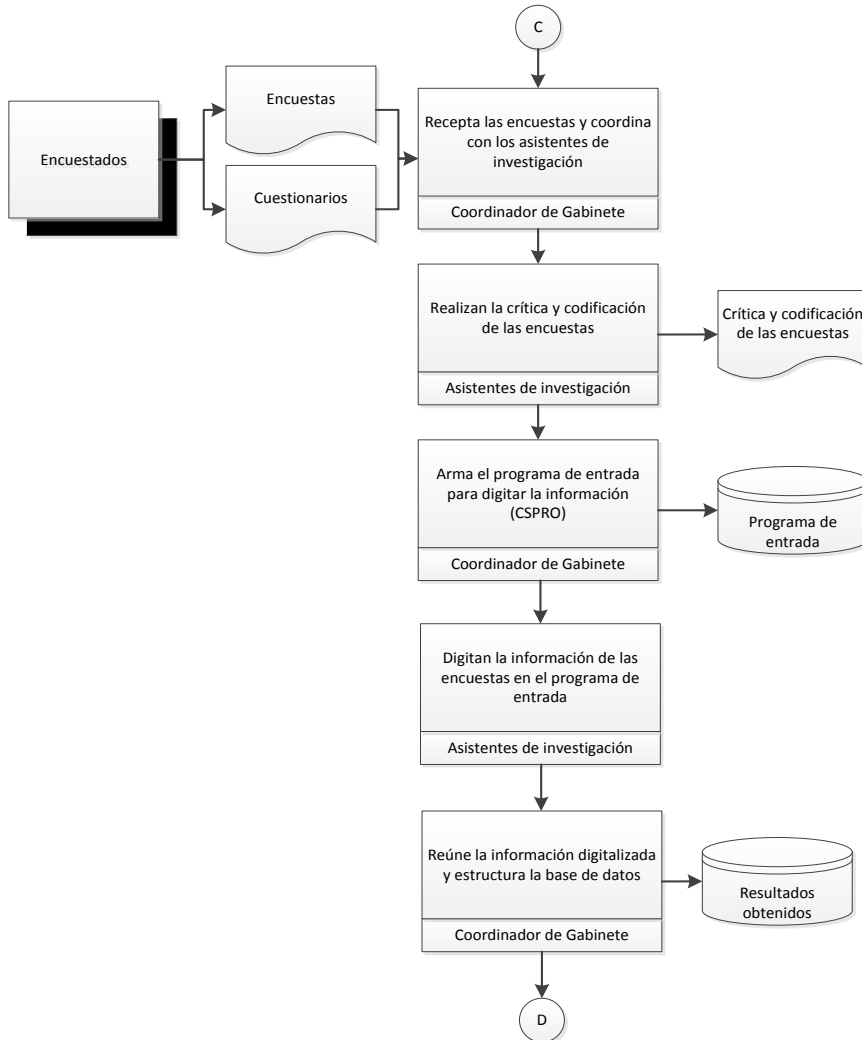 C
Encuestados
Encuestas
Cuestionarios
Recepta las encuestas y coordina
con los asistentes de
investigación
Coordinador de Gabinete
Realizan la crítica y codificación
de las encuestas
Asistentes de investigación
Crítica y codificación
de las encuestas
Arma el programa de entrada
para digitar la información
(CSPRO)
Coordinador de Gabinete
Programa de
entrada
Digitan la información de las
encuestas en el programa de
entrada
Asistentes de investigación
Reúne la información digitalizada
y estructura la base de datos
Coordinador de Gabinete
Resultados
obtenidos
D